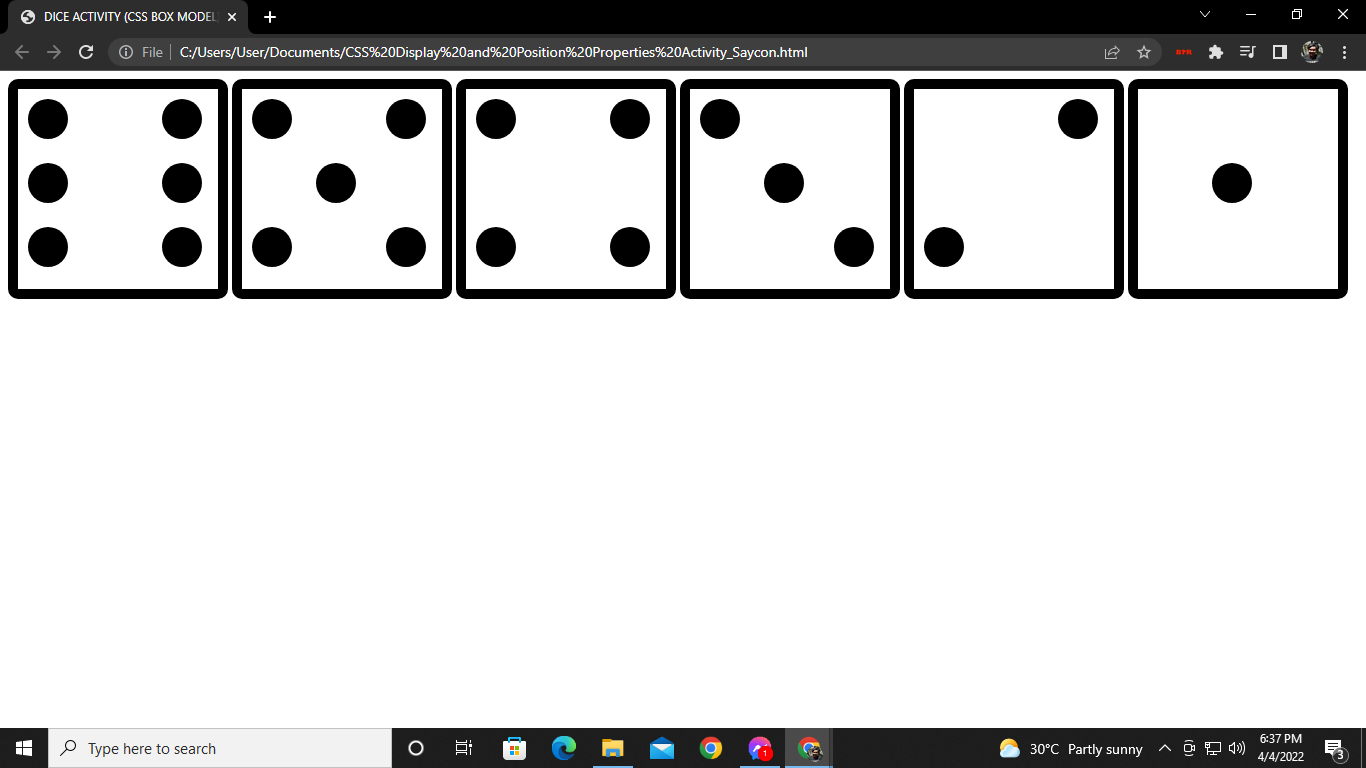 DICE ACTIVITY (CSS BOX MODEL
File
C:/Users/User/Documents/CSS%20Display%20and%20Position%20Properties%20Activity_Saycon.html
BPM
Type here to search
1
30°C Partly sunny
6:37 PM
4/4/2022
3